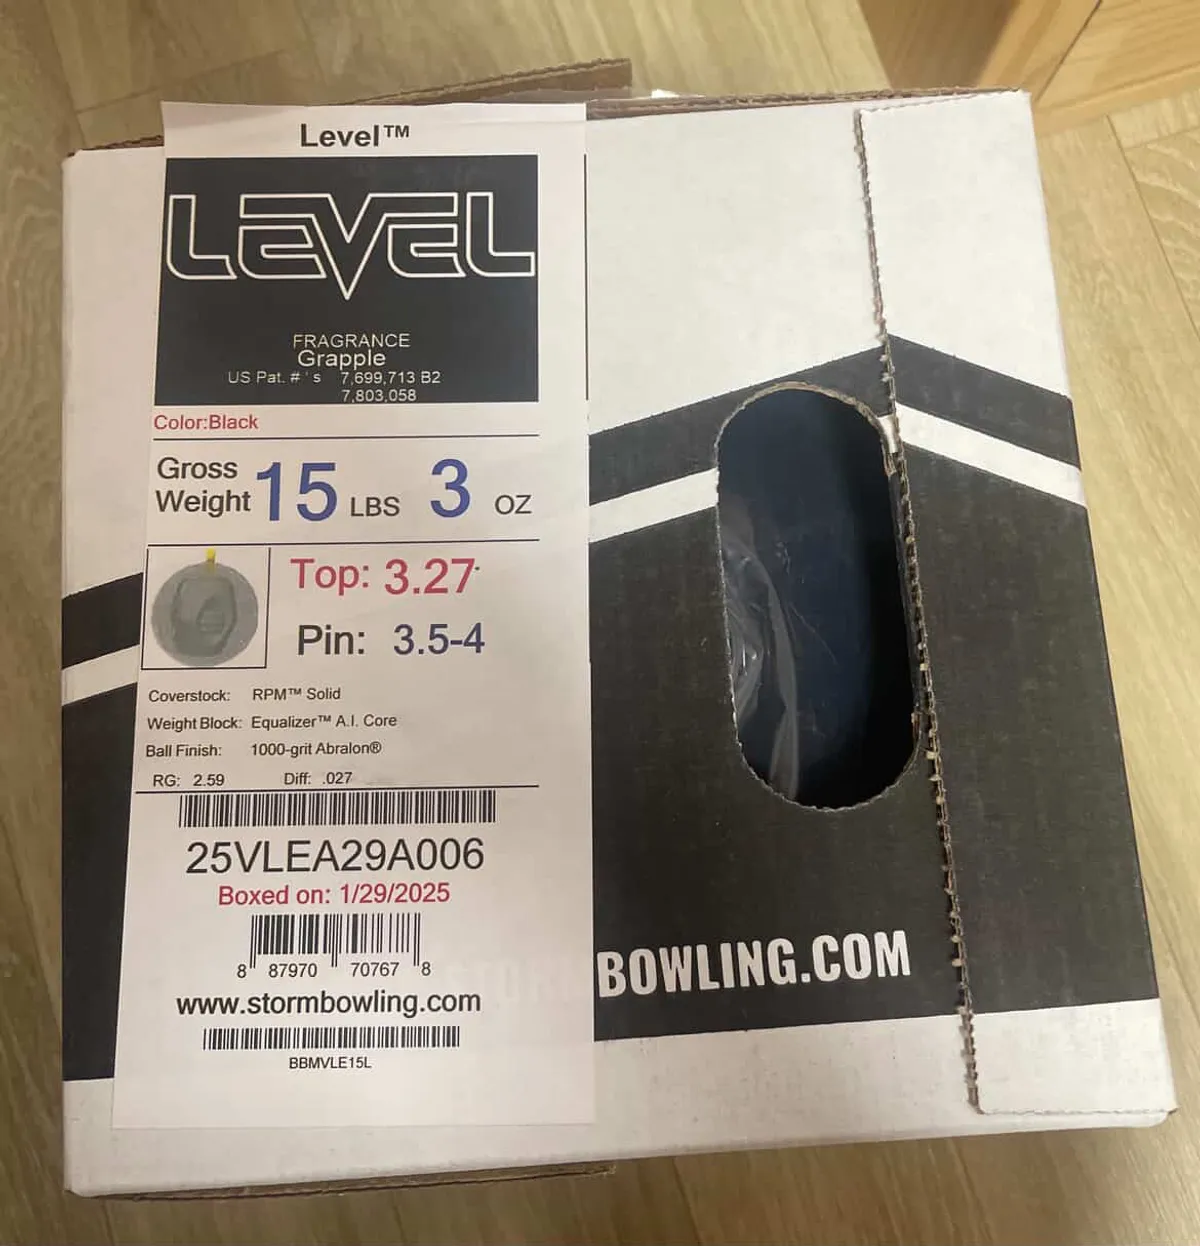 Level™
LEVEL
FRAGRANCE
Grapple
US Pat. #'s 7,699,713 B2
7,803,058
Color:Black
Gross Weight 15 LBS 3 OZ
Top: 3.27
Pin: 3.5-4
Coverstock: RPM™ Solid
Weight Block: Equalizer™ A.I. Core
Ball Finish: 1000-grit Abralon®
RG: 2.59 Diff: .027
25VLEA29A006
Boxed on: 1/29/2025
8 87970 70767 8
www.stormbowling.com
BBMVLE15L
BOWLING.COM